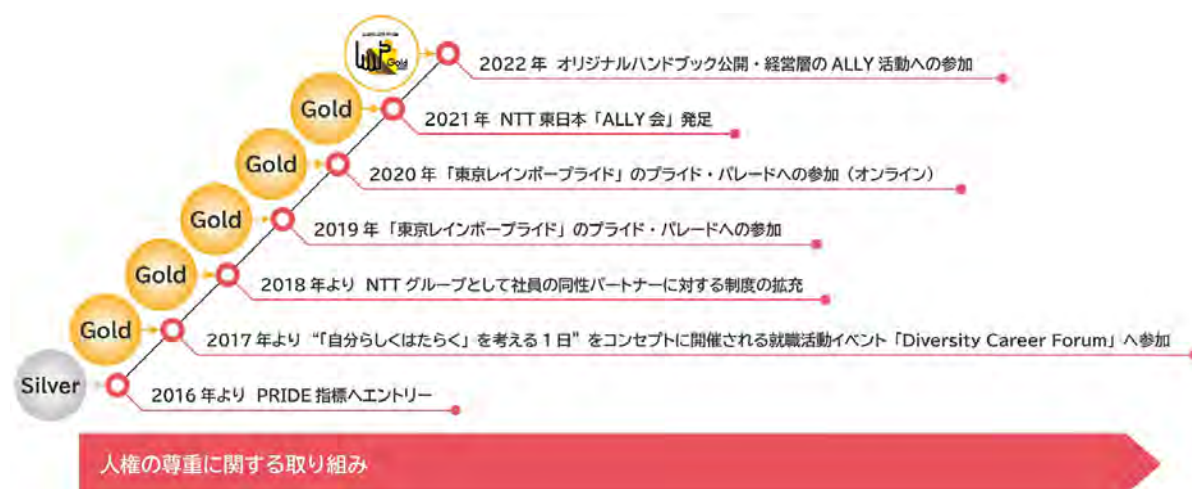 Gold
2022年 オリジナルハンドブック公開・経営層のALLY活動への参加
Gold
2021年 NTT東日本「ALLY会」発足
Gold
2020年「東京レインボープライド」のプライド・パレードへの参加（オンライン）
Gold
2019年「東京レインボープライド」のプライド・パレードへの参加
Gold
2018年より NTTグループとして社員の同性パートナーに対する制度の拡充
Gold
2017年より “「自分らしくはたらく」を考える1日” をコンセプトに開催される就職活動イベント「Diversity Career Forum」へ参加
Silver
2016年より PRIDE指標へエントリー
人権の尊重に関する取り組み